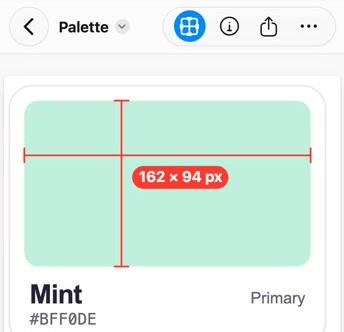 Palette
162 × 94 px
Mint
Primary
#BFF0DE